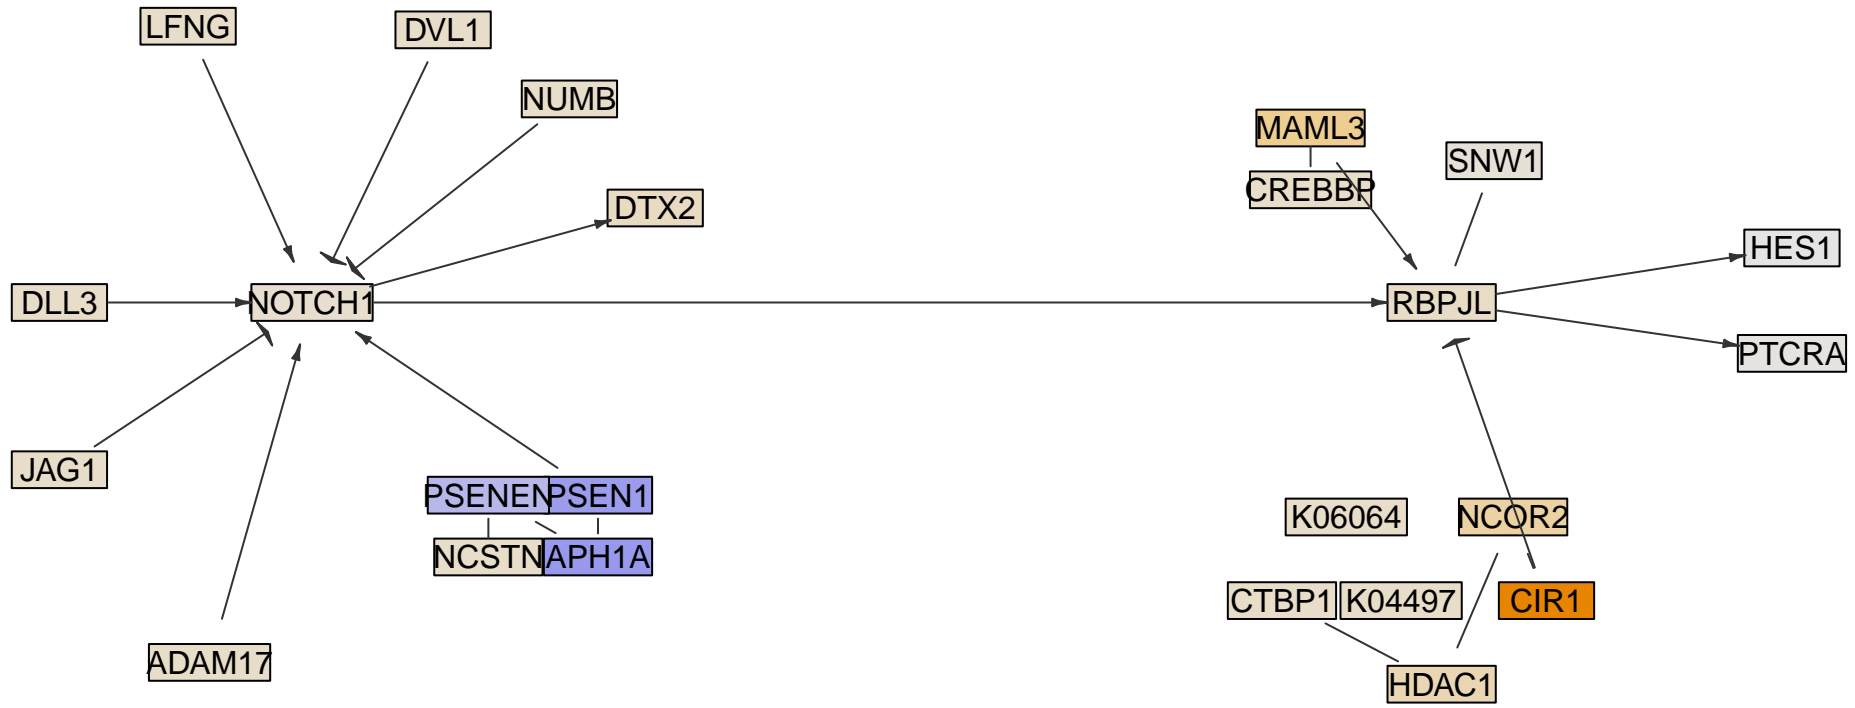 LFNG
DVL1
NUMB
MAML3
SNW1
CREBBP
DTX2
HES1
DLL3
NOTCH1
RBPJL
PTCRA
JAG1
PSENEN
PSEN1
K06064
NCOR2
NCSTN
APH1A
CTBP1
K04497
CIR1
ADAM17
HDAC1